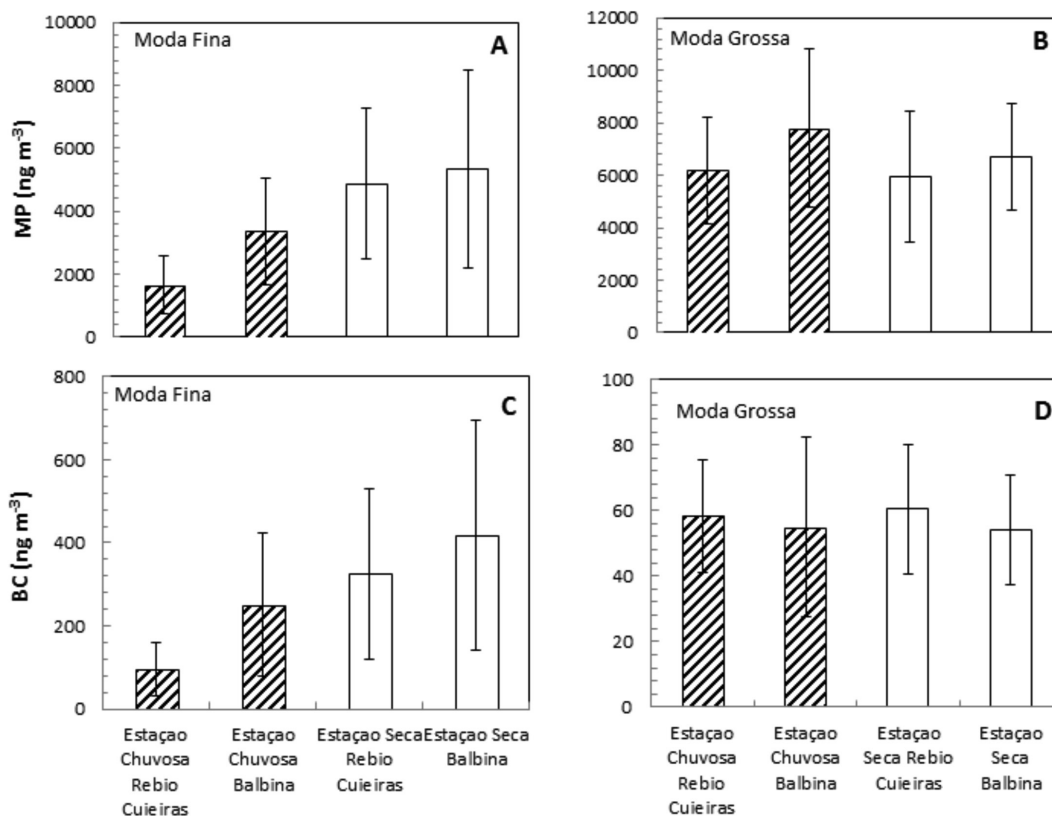 Moda Fina
A
MP (ng m-3)
10000
8000
6000
4000
2000
0
Moda Grossa
B
12000
10000
8000
6000
4000
2000
0
Moda Fina
C
BC (ng m-3)
800
600
400
200
0
Estaçao
Chuvosa
Rebio
Cuieiras
Estaçao
Chuvosa
Balbina
Estaçao Seca
Rebio
Cuieiras
Estaçao Seca
Balbina
Moda Grossa
D
100
80
60
40
20
0
Estaçao
Chuvosa
Rebio
Cuieiras
Estaçao
Chuvosa
Balbina
Estaçao
Seca Rebio
Cuieiras
Estaçao
Seca
Balbina